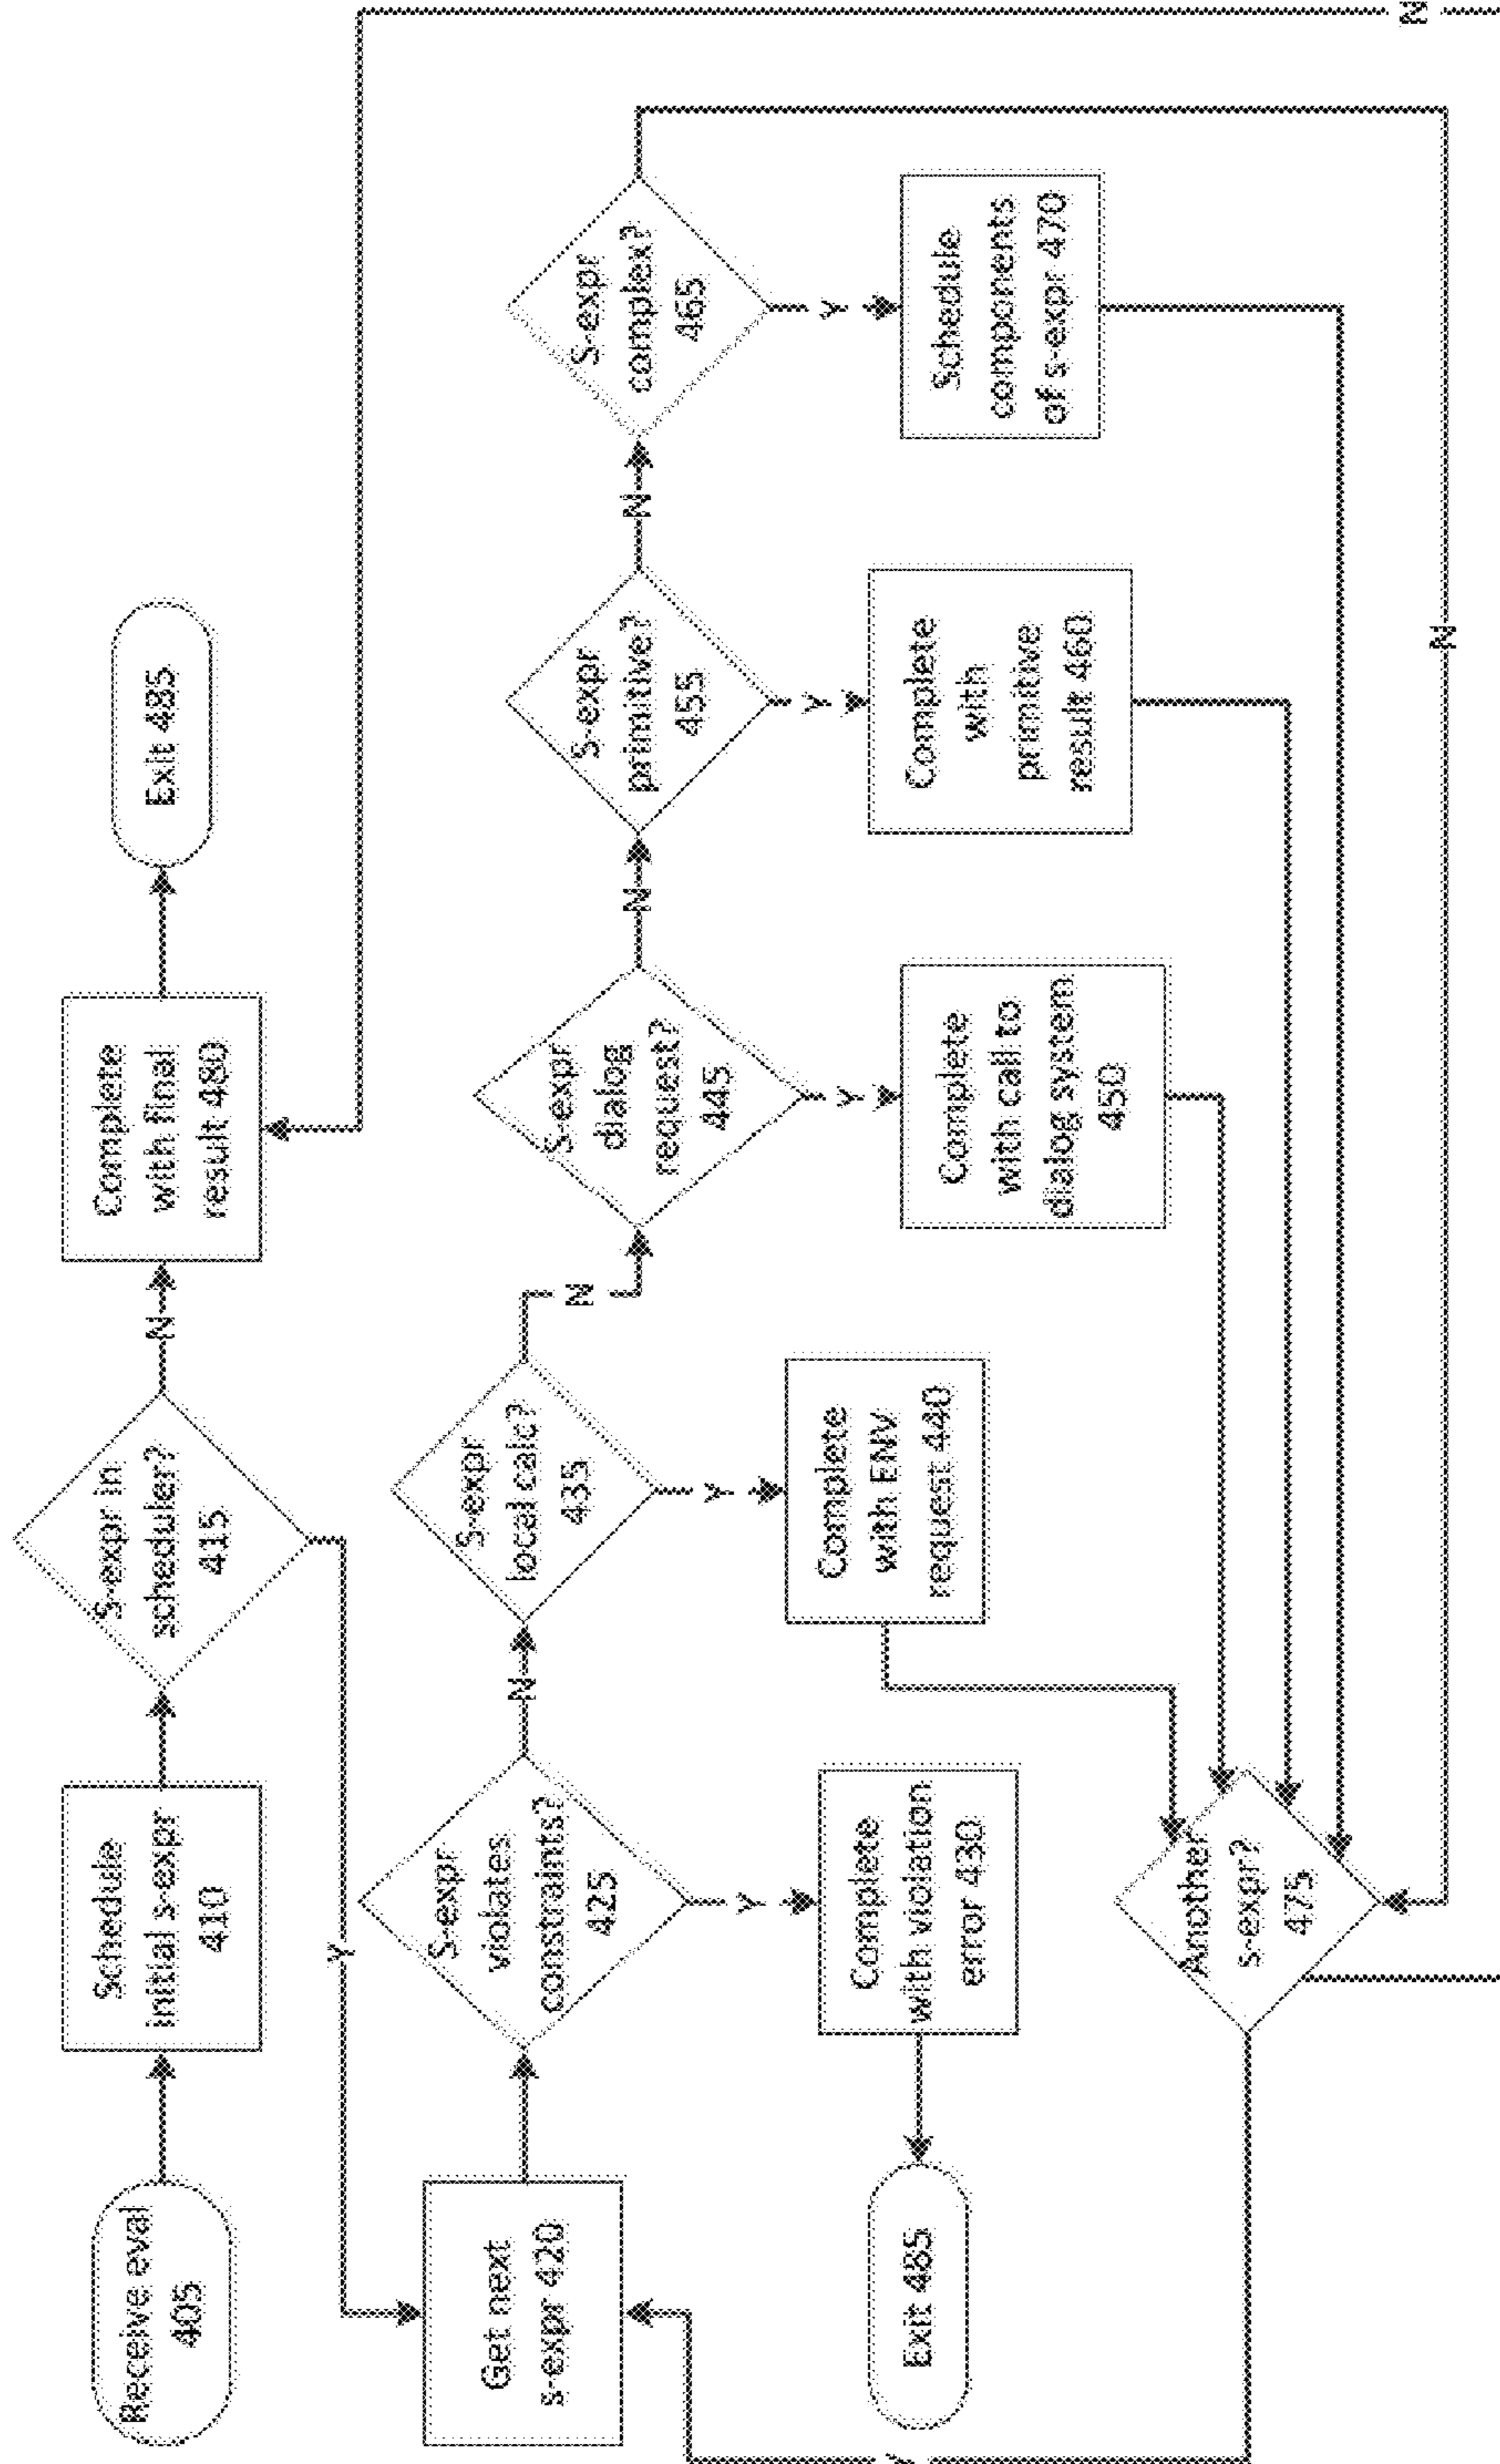 Receive eval
405
Schedule
initial s-expr
410
S-expr in
scheduler?
415
N
Complete
with final
result 480
Exit 485
Y
Get next
s-expr 420
S-expr
violates
constraints?
425
N
S-expr
local calc?
435
N
S-expr
dialog
request?
445
N
S-expr
primitive?
455
N
S-expr
complex?
465
Y
Y
Y
Y
Y
Exit 485
Complete
with violation
error 430
Complete
with ENV
request 440
Complete
with call to
dialog system
450
Complete
with
primitive
result 460
Schedule
components
of s-expr 470
Another
s-expr?
475
Y
N
N